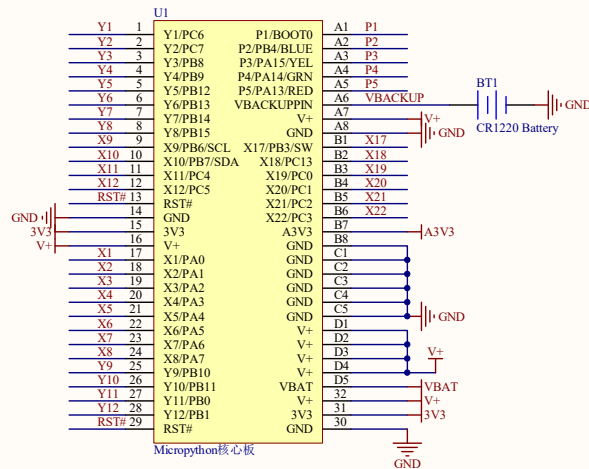 U1
Y1 1 Y1/PC6 P1/BOOT0 A1 P1
Y2 2 Y2/PC7 P2/PB4/BLUE A2 P2
Y3 3 Y3/PB8 P3/PA15/YEL A3 P3
Y4 4 Y4/PB9 P4/PA14/GRN A4 P4
Y5 5 Y5/PB12 P5/PA13/RED A5 P5 BT1
Y6 6 Y6/PB13 VBACKUPPIN A6 VBACKUP GND
Y7 7 Y7/PB14 V+ A7 V+
Y8 8 Y8/PB15 GND A8 GND CR1220 Battery
X9 9 X9/PB6/SCL X17/PB3/SW B1 X17
X10 10 X10/PB7/SDA X18/PC13 B2 X18
X11 11 X11/PC4 X19/PC0 B3 X19
X12 12 X12/PC5 X20/PC1 B4 X20
RST# 13 RST# X21/PC2 B5 X21
GND 14 GND X22/PC3 B6 X22
3V3 15 3V3 A3V3 B7 A3V3
V+ 16 V+ GND B8
X1 17 X1/PA0 GND C1
X2 18 X2/PA1 GND C2
X3 19 X3/PA2 GND C3
X4 20 X4/PA3 GND C4
X5 21 X5/PA4 GND C5 GND
X6 22 X6/PA5 V+ D1
X7 23 X7/PA6 V+ D2
X8 24 X8/PA7 V+ D3 V+
Y9 25 Y9/PB10 V+ D4
Y10 26 Y10/PB11 VBAT D5 VBAT
Y11 27 Y11/PB0 V+ 32 V+
Y12 28 Y12/PB1 3V3 31 3V3
RST# 29 RST# GND 30
Micropython核心板
GND